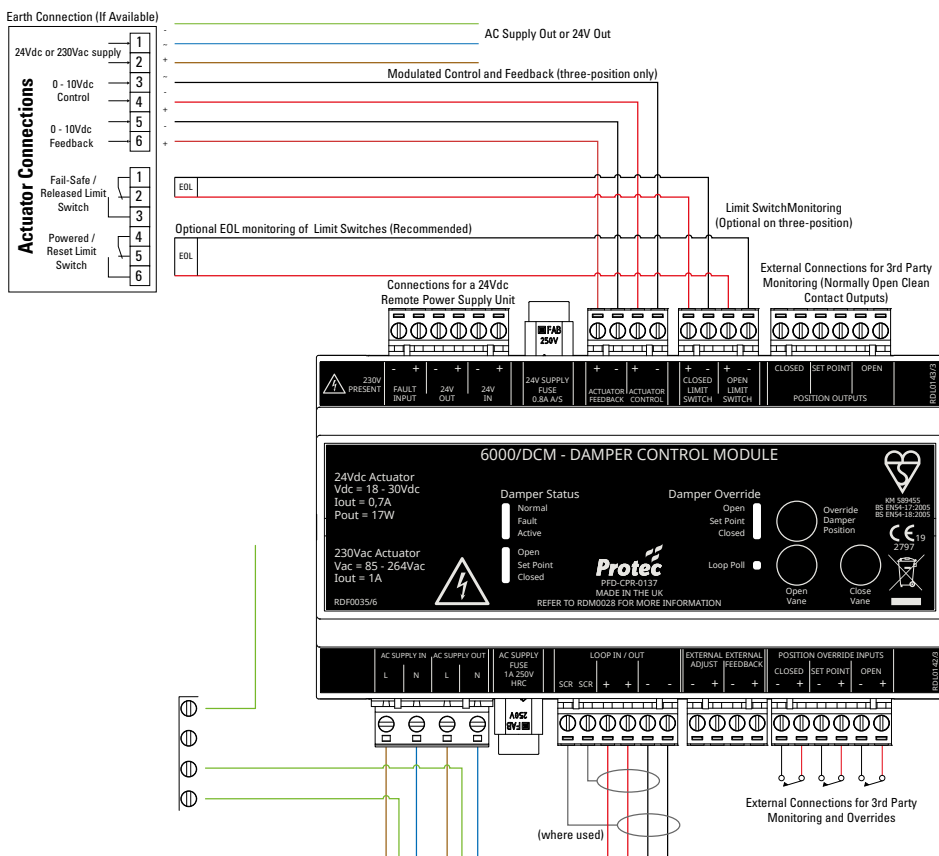 Earth Connection (If Available)
Actuator Connections
24Vdc or 230Vac supply
0 - 10Vdc
Control
0 - 10Vdc
Feedback
Fail-Safe /
Released Limit
Switch
Powered /
Reset Limit
Switch
1
2
3
4
5
6
1
2
3
4
5
6
-
–
+
–
-
+
-
+
AC Supply Out or 24V Out
Modulated Control and Feedback (three-position only)
EOL
Optional EOL monitoring of Limit Switches (Recommended)
EOL
Limit SwitchMonitoring
(Optional on three-position)
Connections for a 24Vdc
Remote Power Supply Unit
External Connections for 3rd Party
Monitoring (Normally Open Clean
Contact Outputs)
FAB
250V
230V
PRESENT
- + - + - +
FAULT
INPUT
24V
OUT
24V
IN
24V SUPPLY
FUSE
0.8A A/S
+ - + -
ACTUATOR
FEEDBACK
ACTUATOR
CONTROL
+ - + -
CLOSED
LIMIT
SWITCH
OPEN
LIMIT
SWITCH
CLOSED SET POINT OPEN
POSITION OUTPUTS
RDL0143/3
6000/DCM - DAMPER CONTROL MODULE
24Vdc Actuator
Vdc = 18 - 30Vdc
Iout = 0,7A
Pout = 17W
230Vac Actuator
Vac = 85 - 264Vac
Iout = 1A
RDF0035/6
Damper Status
Normal
Fault
Active
Open
Set Point
Closed
Protec
PFD-CPR-0137
MADE IN THE UK
REFER TO RDM0028 FOR MORE INFORMATION
Damper Override
Open
Set Point
Closed
Loop Poll
Override
Damper
Position
Open
Vane
Close
Vane
KM 589455
BS EN54-17:2005
BS EN54-18:2005
CE 19
2797
AC SUPPLY IN AC SUPPLY OUT
L N L N
AC SUPPLY
FUSE
1A 250V
HRC
LOOP IN / OUT
SCR SCR + + - -
EXTERNAL EXTERNAL
ADJUST FEEDBACK
- + - +
POSITION OVERRIDE INPUTS
CLOSED SET POINT OPEN
- + - + - +
RDL0142/3
FAB
250V
(where used)
External Connections for 3rd Party
Monitoring and Overrides